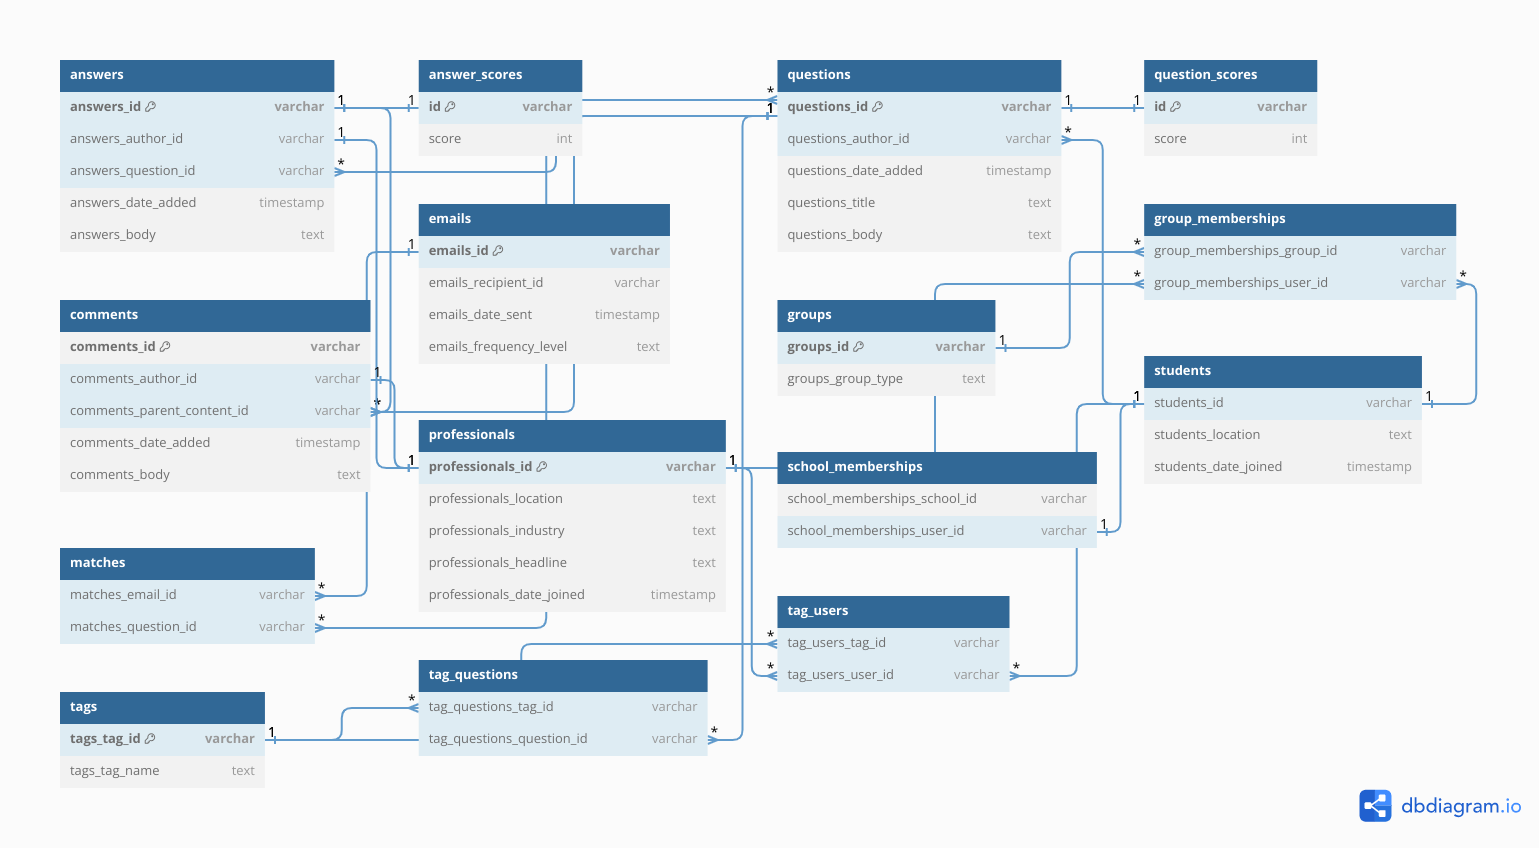 answers
answers_id varchar
answers_author_id varchar
answers_question_id varchar
answers_date_added timestamp
answers_body text
answer_scores
id varchar
score int
questions
questions_id varchar
questions_author_id varchar
questions_date_added timestamp
questions_title text
questions_body text
question_scores
id varchar
score int
emails
emails_id varchar
emails_recipient_id varchar
emails_date_sent timestamp
emails_frequency_level text
group_memberships
group_memberships_group_id varchar
group_memberships_user_id varchar
comments
comments_id varchar
comments_author_id varchar
comments_parent_content_id varchar
comments_date_added timestamp
comments_body text
groups
groups_id varchar
groups_group_type text
students
students_id varchar
students_location text
students_date_joined timestamp
professionals
professionals_id varchar
professionals_location text
professionals_industry text
professionals_headline text
professionals_date_joined timestamp
school_memberships
school_memberships_school_id varchar
school_memberships_user_id varchar
matches
matches_email_id varchar
matches_question_id varchar
tag_users
tag_users_tag_id varchar
tag_users_user_id varchar
tag_questions
tag_questions_tag_id varchar
tag_questions_question_id varchar
tags
tags_tag_id varchar
tags_tag_name text
1 1 * 1 1
1 1 *
*
1 * * *
1
1 * 1 1
1 1 1
* *
* * *
* 1 *
dbdiagram.io